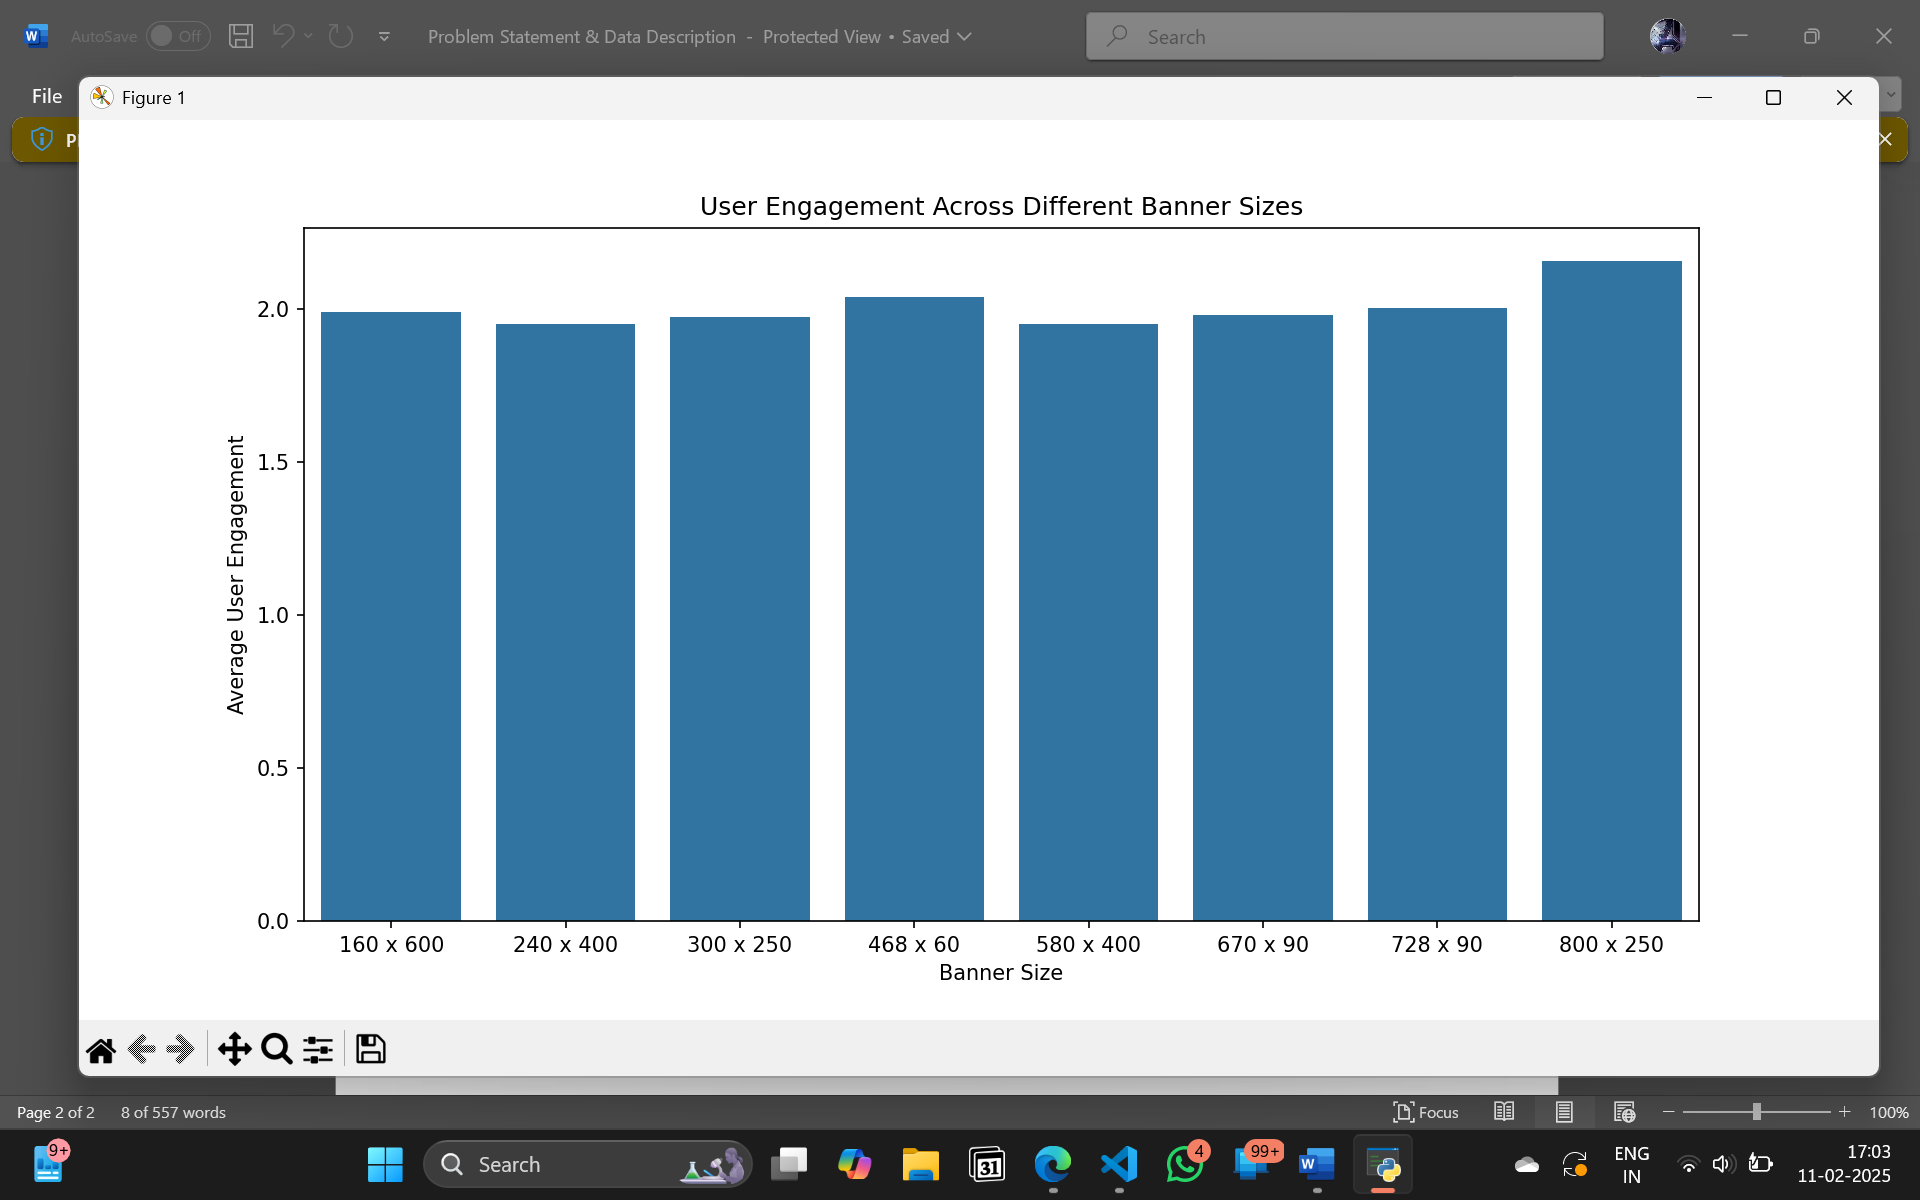 AutoSave Off Problem Statement & Data Description - Protected View • Saved Search
File
Figure 1
User Engagement Across Different Banner Sizes
2.0
1.5
1.0
0.5
0.0
Average User Engagement
160 x 600 240 x 400 300 x 250 468 x 60 580 x 400 670 x 90 728 x 90 800 x 250
Banner Size
Page 2 of 2 8 of 557 words Focus 100%
9+ Search 31 4 99+ ENG 17:03
IN 11-02-2025